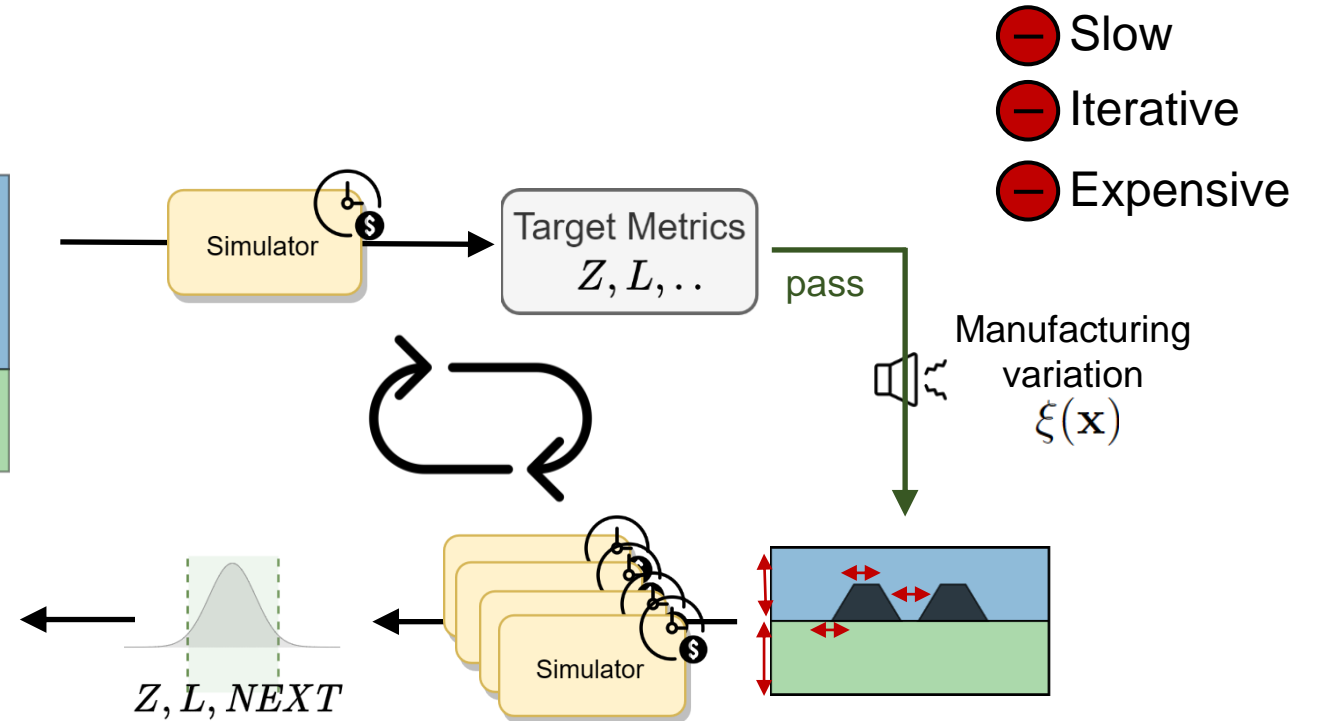 Slow
Iterative
Expensive
Simulator
$
Target Metrics
Z, L, . .
pass
Manufacturing
variation
ξ(x)
Simulator
$
Z, L, NEXT